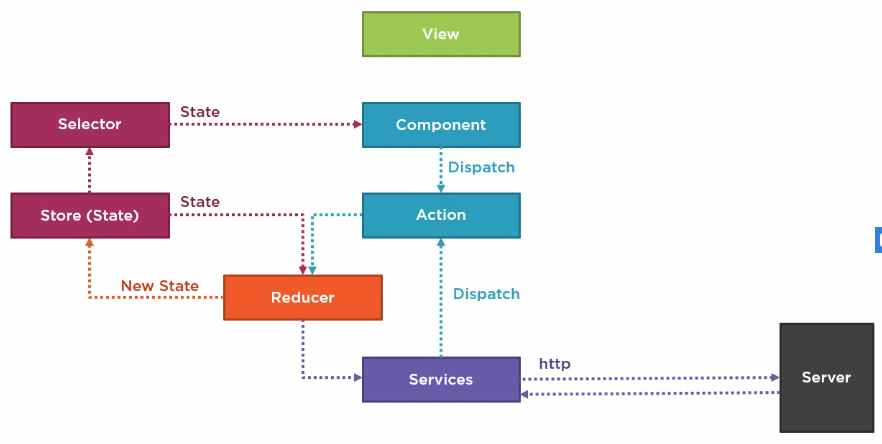 View
Selector
State
Component
Dispatch
Store (State)
State
Action
New State
Reducer
Dispatch
Services
http
Server